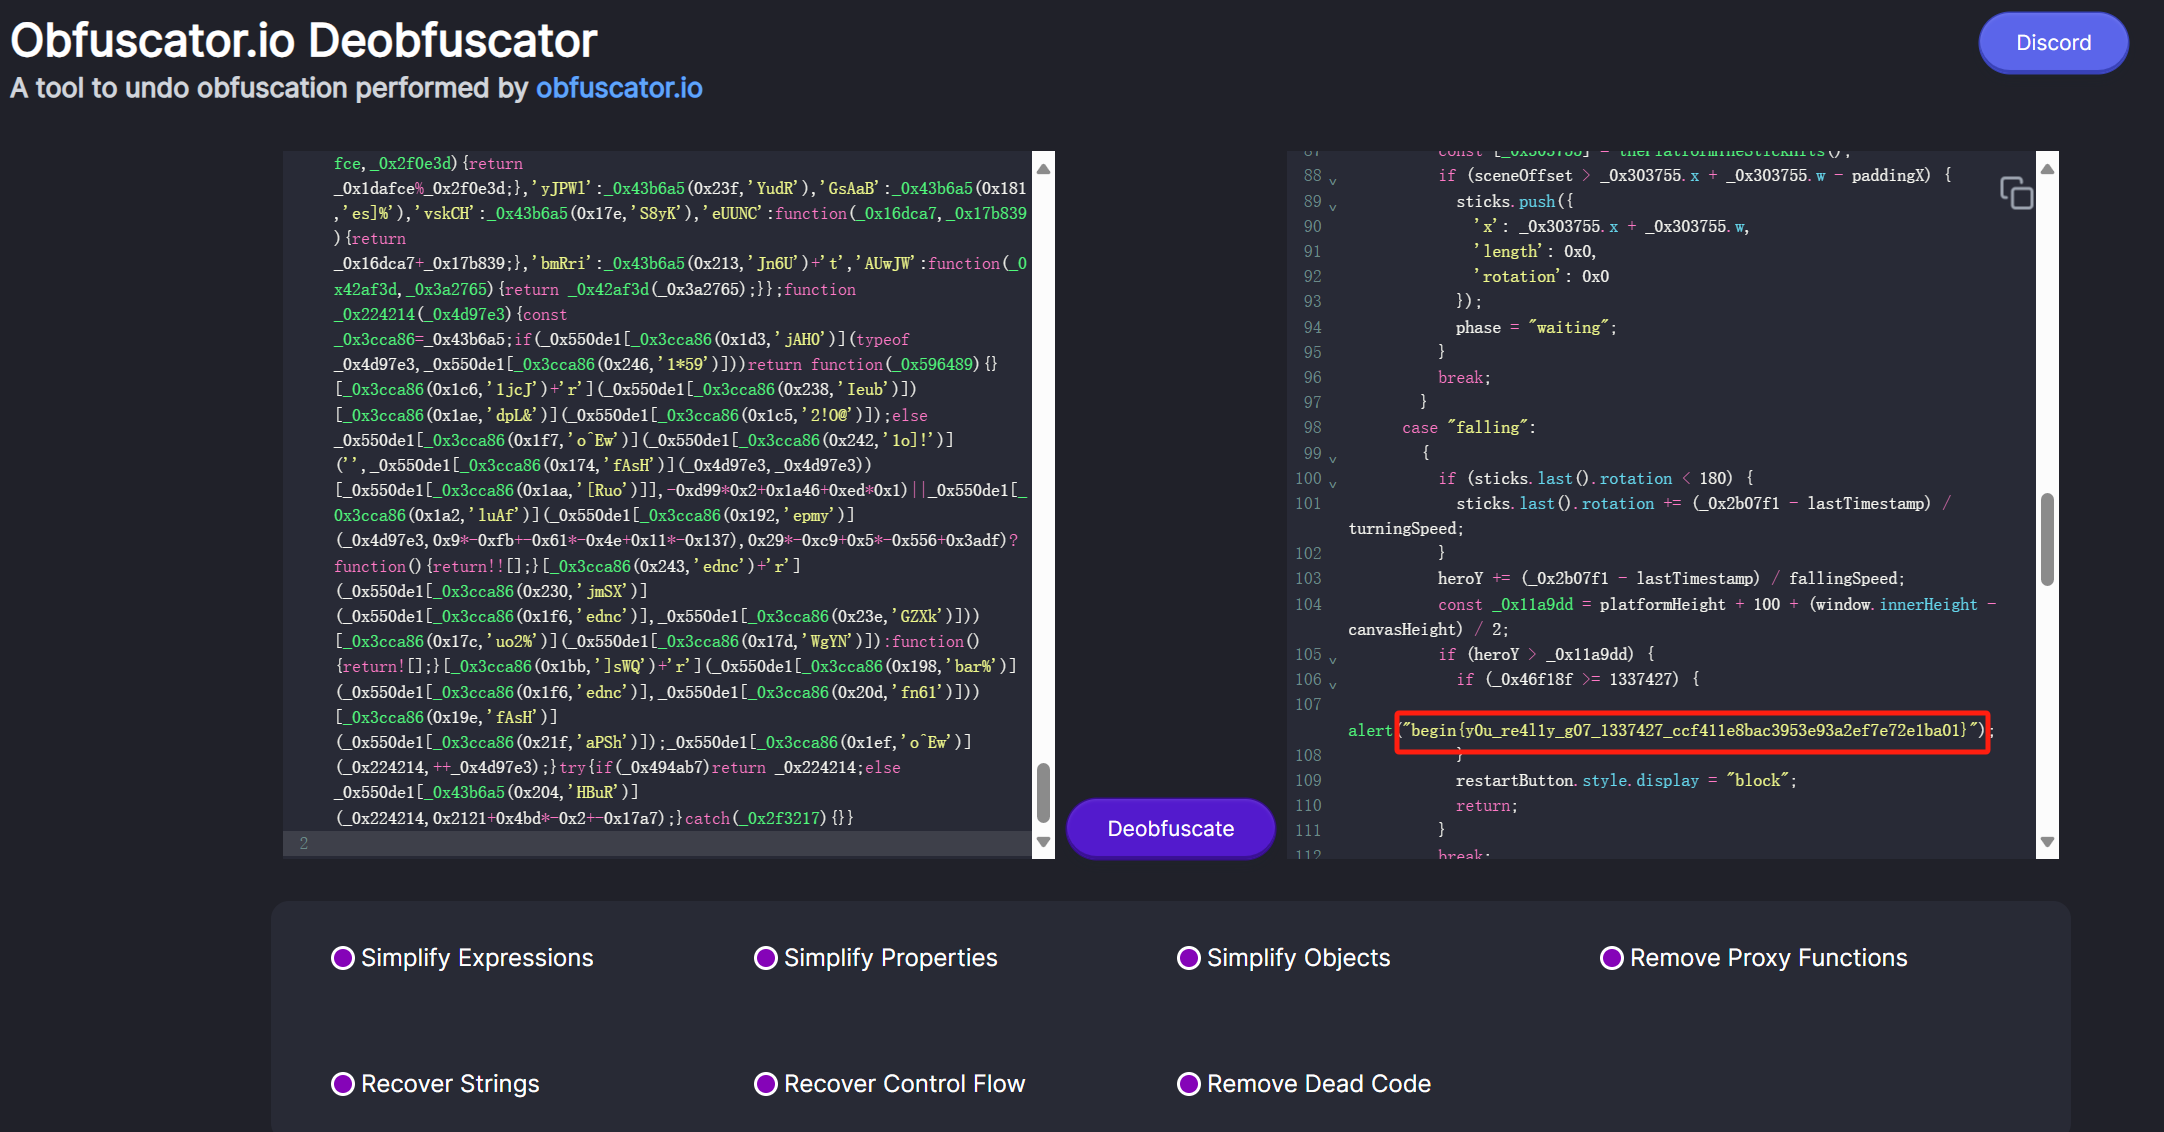 Obfuscator.io Deobfuscator
Discord
A tool to undo obfuscation performed by obfuscator.io
fce,_0x2f0e3d){return
_0x1dafce%_0x2f0e3d;},'yJPWl':_0x43b6a5(0x23f,'YudR'),'GsAaB':_0x43b6a5(0x181
,'es]%'),'vskCH':_0x43b6a5(0x17e,'S8yK'),'eUUNC':function(_0x16dca7,_0x17b839
){return
_0x16dca7+_0x17b839;},'bmRri':_0x43b6a5(0x213,'Jn6U')+'t','AUwJW':function(_0
x42af3d,_0x3a2765){return _0x42af3d(_0x3a2765);}};function
_0x224214(_0x4d97e3){const
_0x3cca86=_0x43b6a5;if(_0x550de1[_0x3cca86(0x1d3,'jAH0')](typeof
_0x4d97e3,_0x550de1[_0x3cca86(0x246,'1*59')]))return function(_0x596489){}
[_0x3cca86(0x1c6,'1jcJ')+'r'](_0x550de1[_0x3cca86(0x238,'Ieub')])
[_0x3cca86(0x1ae,'dpL&')](_0x550de1[_0x3cca86(0x1c5,'2!O@')]);else
_0x550de1[_0x3cca86(0x1f7,'o^Ew')](_0x550de1[_0x3cca86(0x242,'1o]!')]
('',_0x550de1[_0x3cca86(0x174,'fAsH')](_0x4d97e3,_0x4d97e3))
[_0x550de1[_0x3cca86(0x1aa,'[Ruo')]],-0xd99*0x2+0x1a46+0xed*0x1)||_0x550de1[_
0x3cca86(0x1a2,'luAf')](_0x550de1[_0x3cca86(0x192,'epmy')]
(_0x4d97e3,0x9*-0xfb+-0x61*-0x4e+0x11*-0x137),0x29*-0xc9+0x5*-0x556+0x3adf)?
function(){return!![];}[_0x3cca86(0x243,'ednc')+'r']
(_0x550de1[_0x3cca86(0x230,'jmSX')]
(_0x550de1[_0x3cca86(0x1f6,'ednc')],_0x550de1[_0x3cca86(0x23e,'GZXk')]))
[_0x3cca86(0x17c,'uo2%')](_0x550de1[_0x3cca86(0x17d,'WgYN')]):function()
{return![];}[_0x3cca86(0x1bb,']sWQ')+'r'](_0x550de1[_0x3cca86(0x198,'bar%')]
(_0x550de1[_0x3cca86(0x1f6,'ednc')],_0x550de1[_0x3cca86(0x20d,'fn61')]))
[_0x3cca86(0x19e,'fAsH')]
(_0x550de1[_0x3cca86(0x21f,'aPSh')]);_0x550de1[_0x3cca86(0x1ef,'o^Ew')]
(_0x224214,++_0x4d97e3);}try{if(_0x494ab7)return _0x224214;else
_0x550de1[_0x43b6a5(0x204,'HBuR')]
(_0x224214,0x2121+0x4bd*-0x2+-0x17a7);}catch(_0x2f3217){}}
2
Deobfuscate
87 const [_0x303755] = thePlatformTheStickHits();
88 if (sceneOffset > _0x303755.x + _0x303755.w - paddingX) {
89 sticks.push({
90 'x': _0x303755.x + _0x303755.w,
91 'length': 0x0,
92 'rotation': 0x0
93 });
94 phase = "waiting";
95 }
96 break;
97 }
98 case "falling":
99 {
100 if (sticks.last().rotation < 180) {
101 sticks.last().rotation += (_0x2b07f1 - lastTimestamp) /
turningSpeed;
102 }
103 heroY += (_0x2b07f1 - lastTimestamp) / fallingSpeed;
104 const _0x11a9dd = platformHeight + 100 + (window.innerHeight -
canvasHeight) / 2;
105 if (heroY > _0x11a9dd) {
106 if (_0x46f18f >= 1337427) {
107
alert("begin{y0u_re4l1y_g07_1337427_ccf411e8bac3953e93a2ef7e72e1ba01}");
108 }
109 restartButton.style.display = "block";
110 return;
111 }
112 break;
Simplify Expressions
Simplify Properties
Simplify Objects
Remove Proxy Functions
Recover Strings
Recover Control Flow
Remove Dead Code